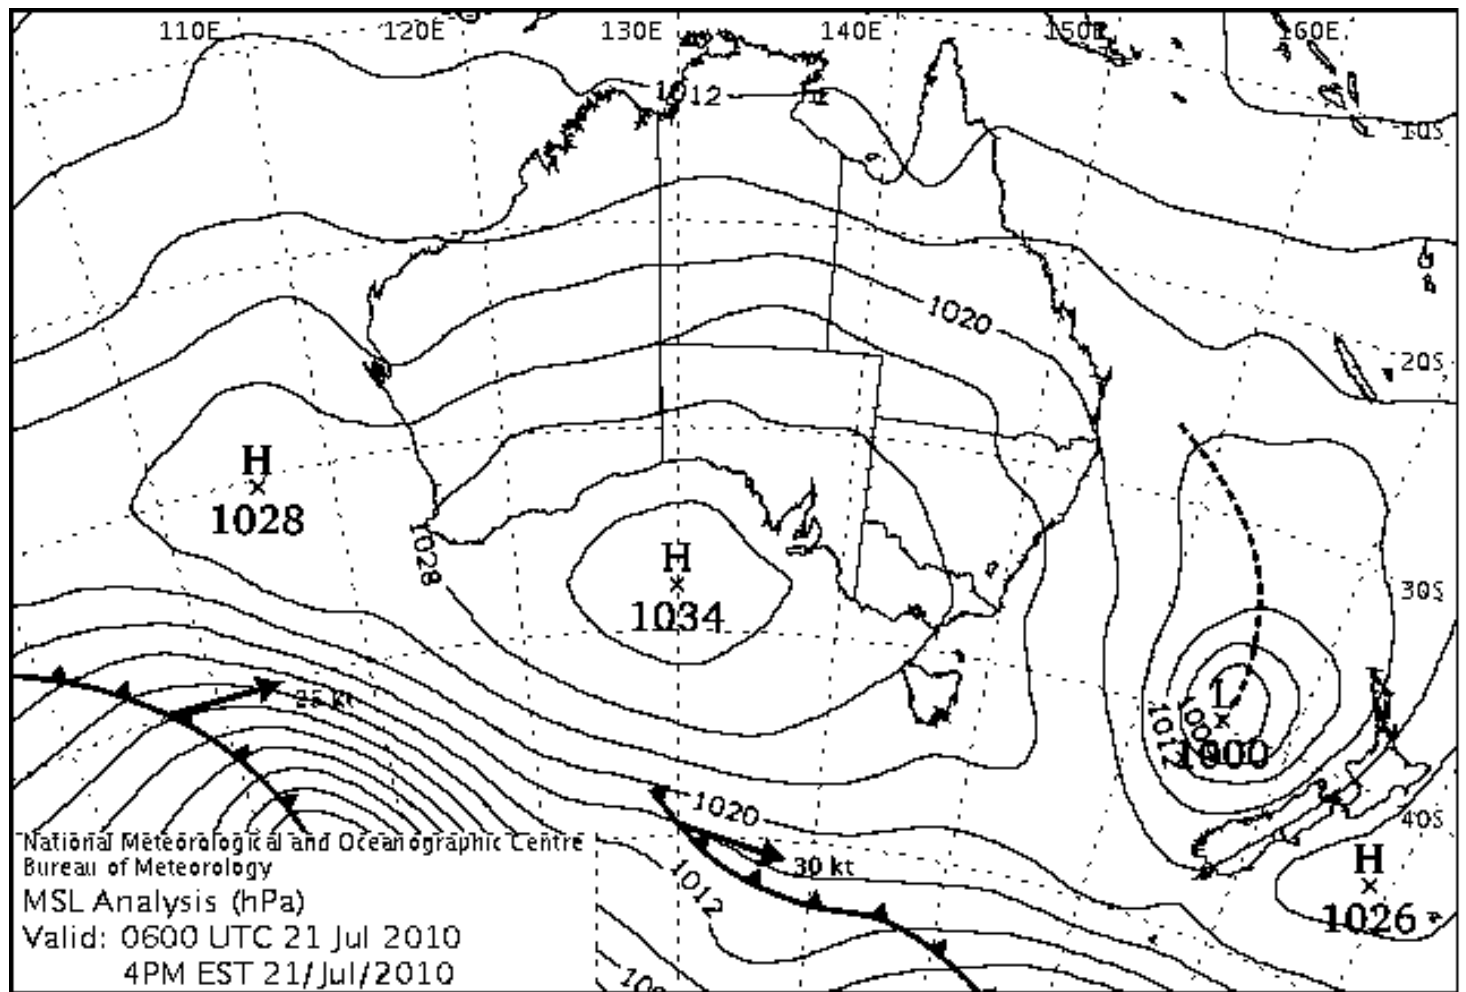 110E 120E 130E 140E 150E 160E
1012
10S
1020
20S
H
1028
1028
H
1034
30S
25 kt
L
1012
1000
1020
40S
30 kt
1012
H
1026
National Meteorological and Oceanographic Centre
Bureau of Meteorology
MSL Analysis (hPa)
Valid: 0600 UTC 21 Jul 2010
4PM EST 21/Jul/2010